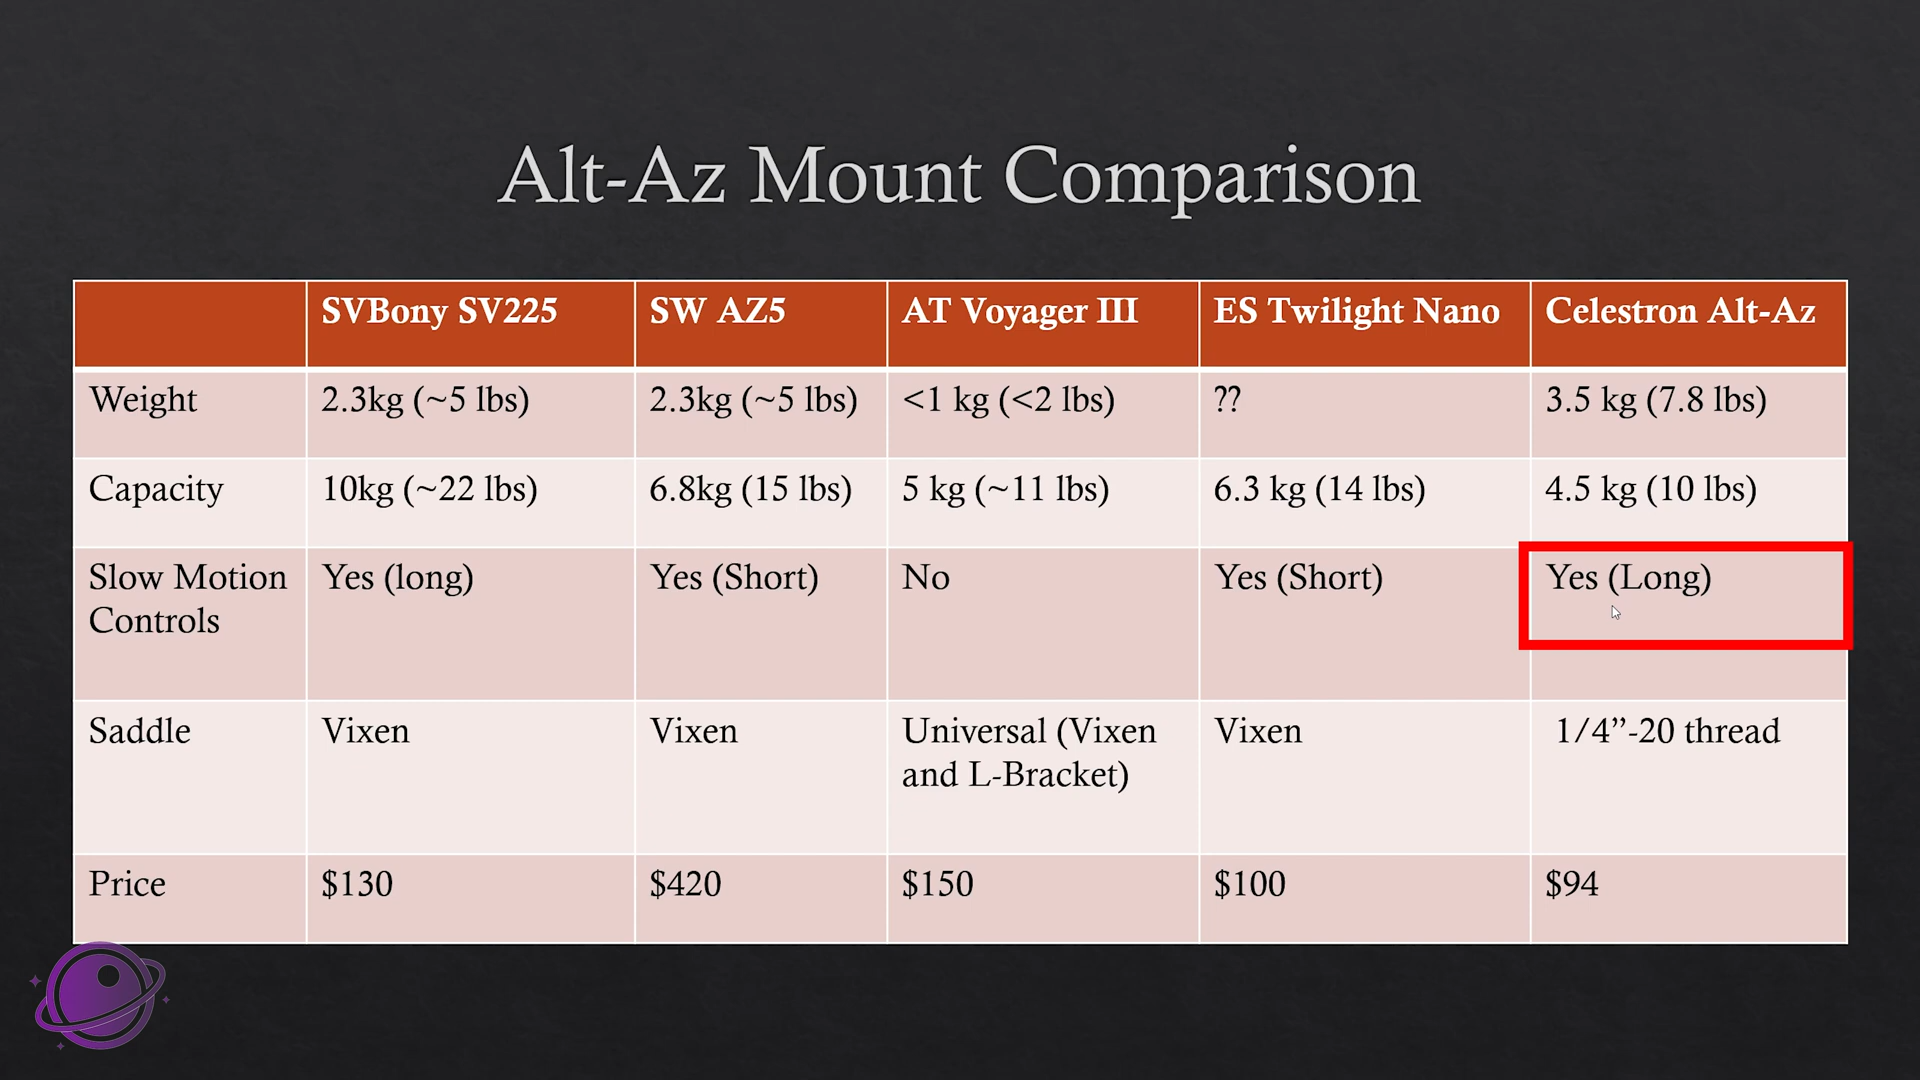 Alt-Az Mount Comparison
SVBony SV225 SW AZ5 AT Voyager III ES Twilight Nano Celestron Alt-Az
Weight 2.3kg (~5 lbs) 2.3kg (~5 lbs) <1 kg (<2 lbs) ?? 3.5 kg (7.8 lbs)
Capacity 10kg (~22 lbs) 6.8kg (15 lbs) 5 kg (~11 lbs) 6.3 kg (14 lbs) 4.5 kg (10 lbs)
Slow Motion Yes (long) Yes (Short) No Yes (Short) Yes (Long)
Controls
Saddle Vixen Vixen Universal (Vixen Vixen 1/4”-20 thread
and L-Bracket)
Price $130 $420 $150 $100 $94